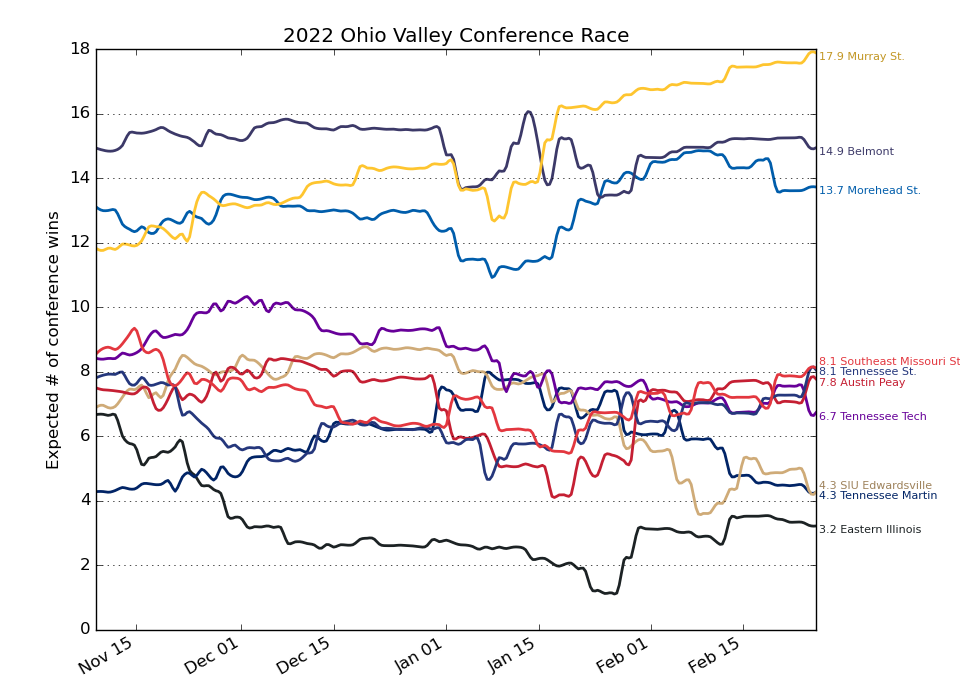 2022 Ohio Valley Conference Race
Expected # of conference wins
18
16
14
12
10
8
6
4
2
0
Nov 15
Dec 01
Dec 15
Jan 01
Jan 15
Feb 01
Feb 15
17.9 Murray St.
14.9 Belmont
13.7 Morehead St.
8.1 Southeast Missouri St
8.1 Tennessee St.
7.8 Austin Peay
6.7 Tennessee Tech
4.3 SIU Edwardsville
4.3 Tennessee Martin
3.2 Eastern Illinois